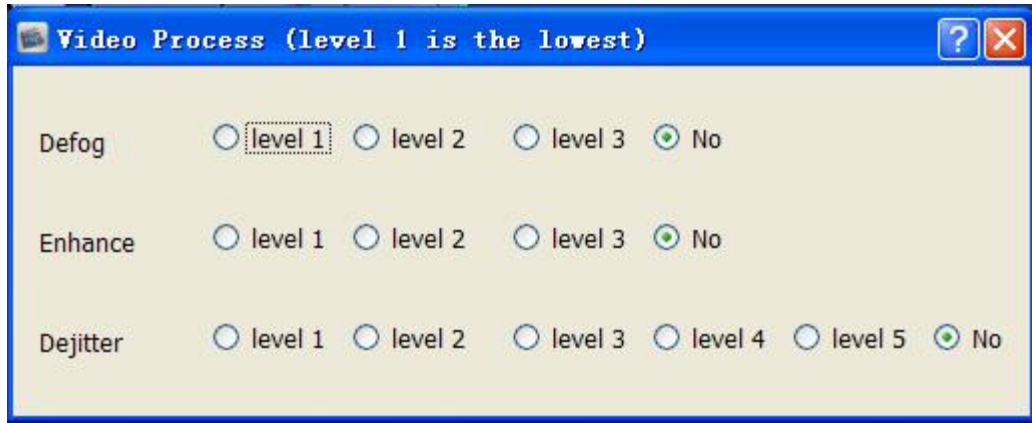 Video Process (level 1 is the lowest)
Defog level 1 level 2 level 3 No
Enhance level 1 level 2 level 3 No
Dejitter level 1 level 2 level 3 level 4 level 5 No